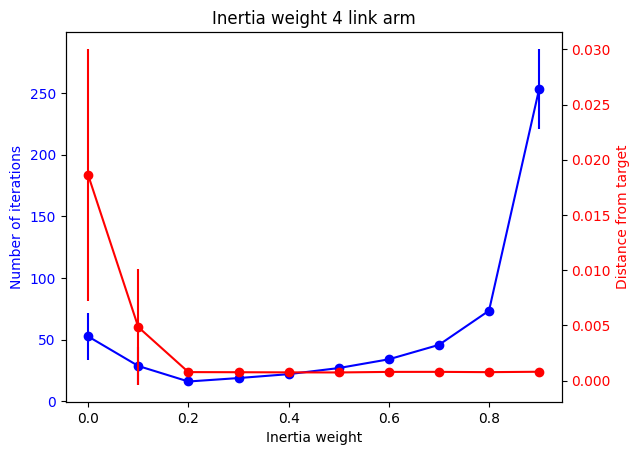 Inertia weight 4 link arm
Number of iterations
250
200
150
100
50
0
0.030
0.025
0.020
0.015
0.010
0.005
0.000
Distance from target
0.0 0.2 0.4 0.6 0.8
Inertia weight